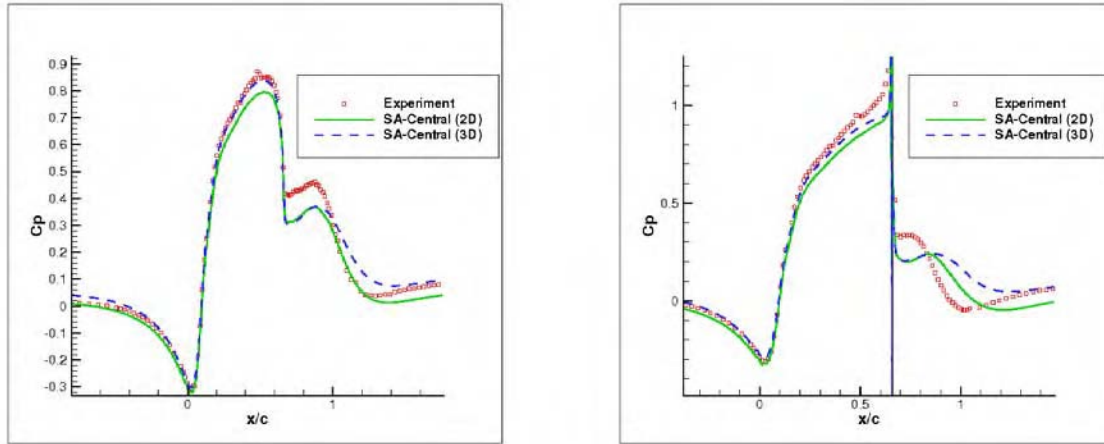 0.9
0.8
0.7
0.6
0.5
0.4
0.3
0.2
0.1
0
-0.1
-0.2
-0.3
Cp
0
1
x/c
Experiment
SA-Central (2D)
SA-Central (3D)
1
0.5
0
Cp
0
0.5
1
x/c
Experiment
SA-Central (2D)
SA-Central (3D)